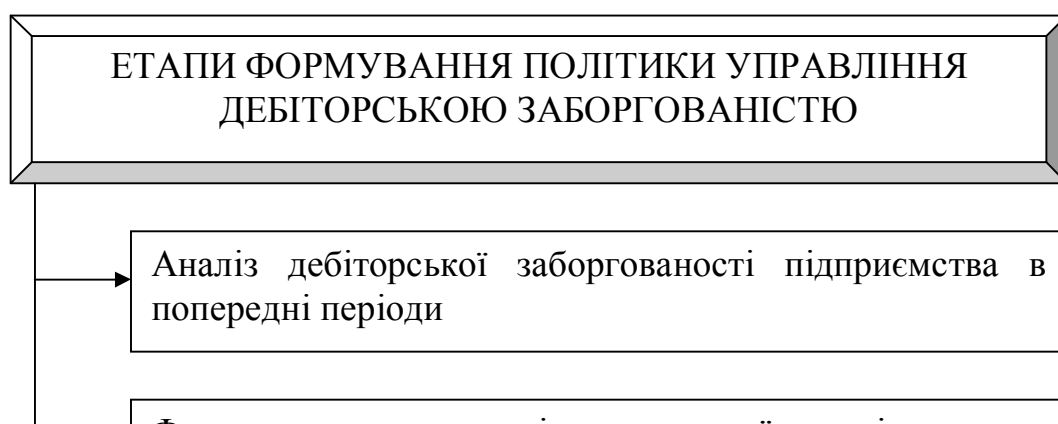 ЕТАПИ ФОРМУВАННЯ ПОЛІТИКИ УПРАВЛІННЯ
ДЕБІТОРСЬКОЮ ЗАБОРГОВАНІСТЮ
Аналіз дебіторської заборгованості підприємства в
попередні періоди